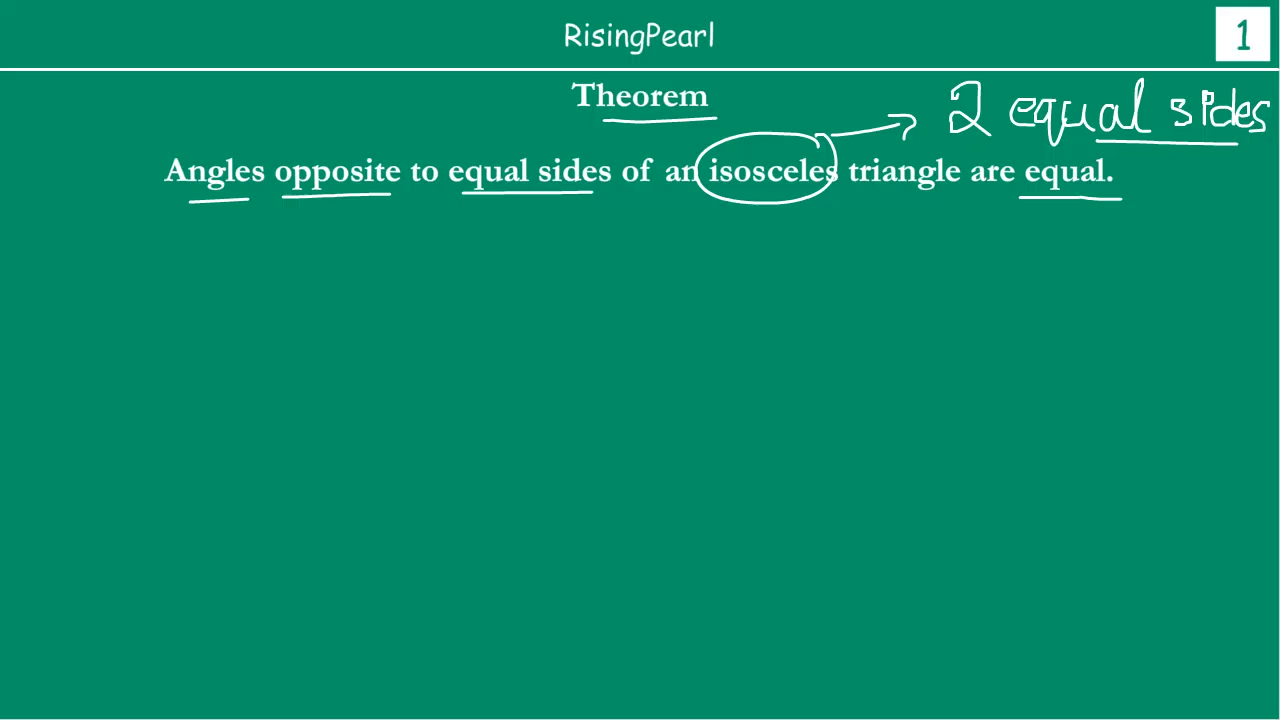 RisingPearl
1
Theorem
2 equal sides
Angles opposite to equal sides of an isosceles triangle are equal.